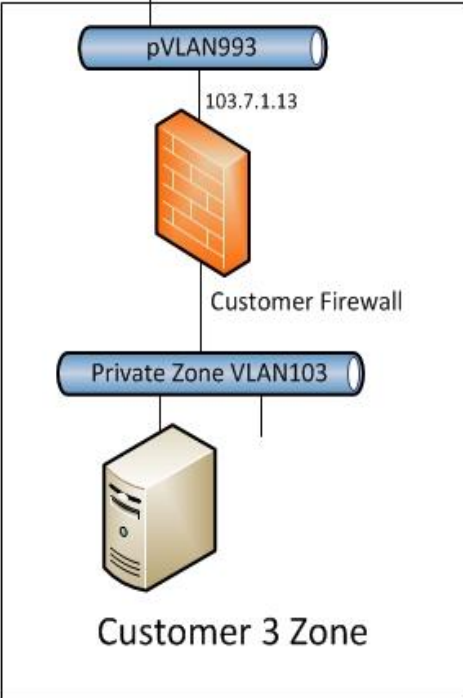 pVLAN993
103.7.1.13
Customer Firewall
Private Zone VLAN103
Customer 3 Zone